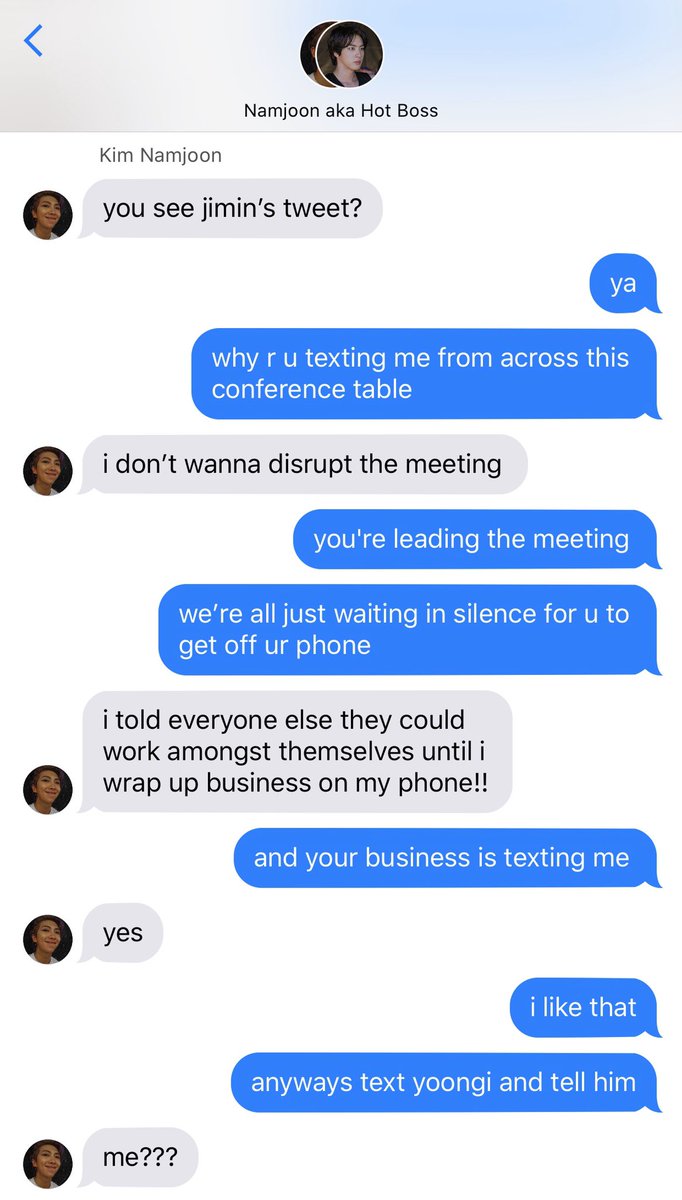 Namjoon aka Hot Boss
Kim Namjoon
you see jimin’s tweet?
ya
why r u texting me from across this
conference table
i don’t wanna disrupt the meeting
you're leading the meeting
we’re all just waiting in silence for u to
get off ur phone
i told everyone else they could
work amongst themselves until i
wrap up business on my phone!!
and your business is texting me
yes
i like that
anyways text yoongi and tell him
me???